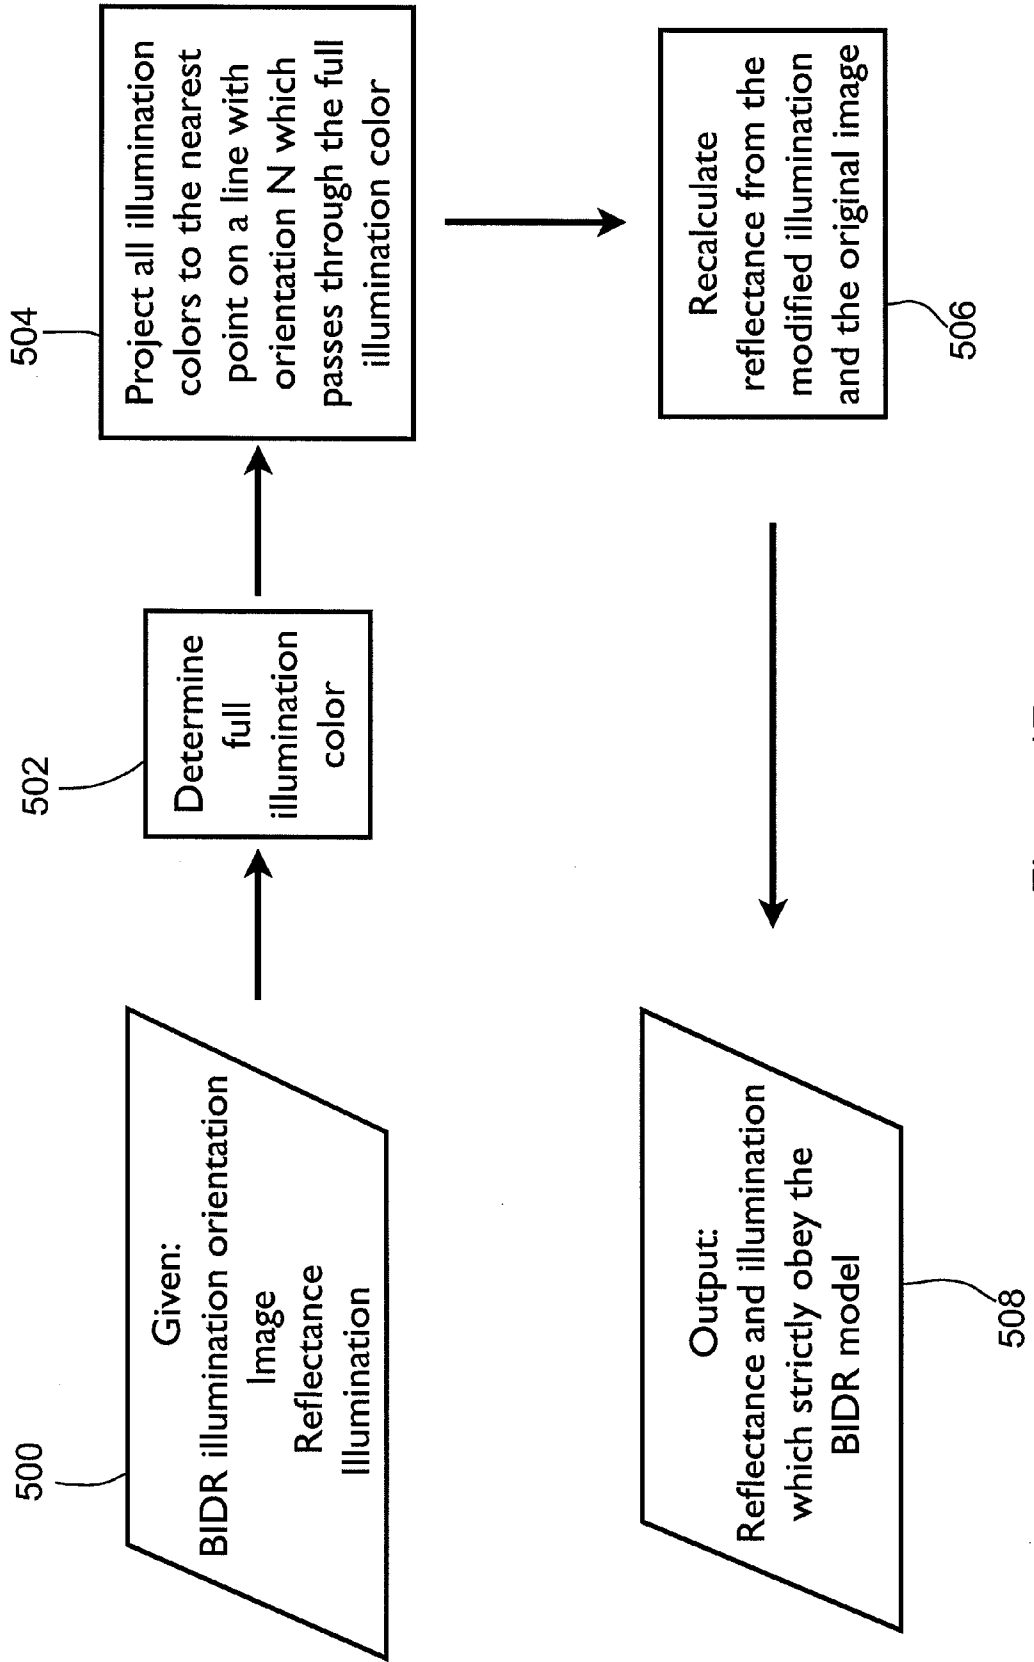 500
Given:
BIDR illumination orientation
Image
Reflectance
Illumination
502
Determine
full
illumination
color
504
Project all illumination
colors to the nearest
point on a line with
orientation N which
passes through the full
illumination color
Recalculate
reflectance from the
modified illumination
and the original image
506
Output:
Reflectance and illumination
which strictly obey the
BIDR model
508